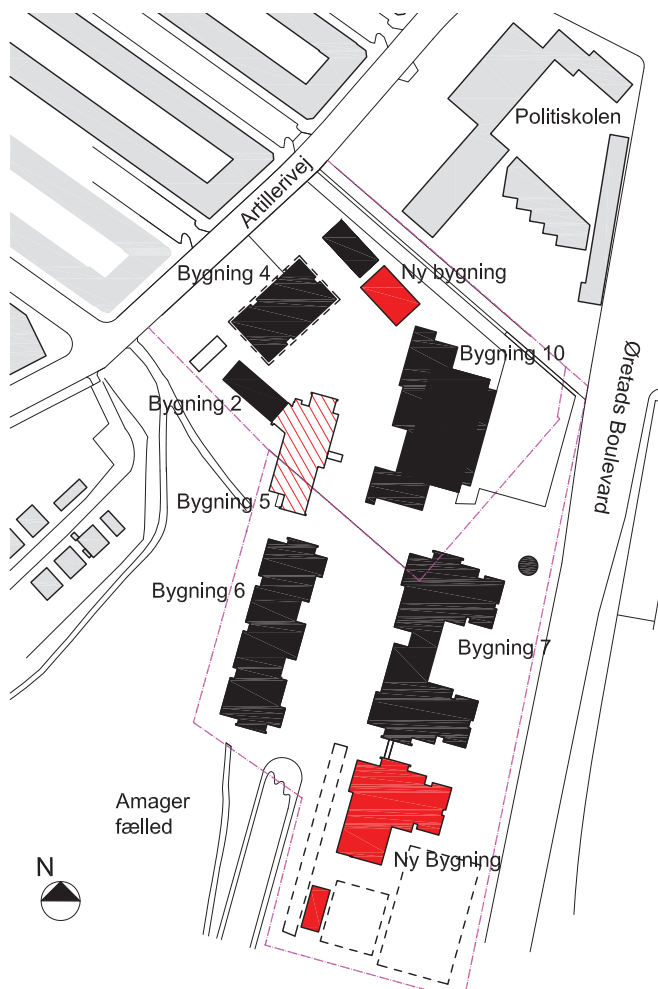 Politiskolen
Artillerivej
Bygning 4
Ny bygning
Bygning 10
Øretads Boulevard
Bygning 2
Bygning 5
Bygning 6
Bygning 7
Amager
fælled
Ny Bygning
N